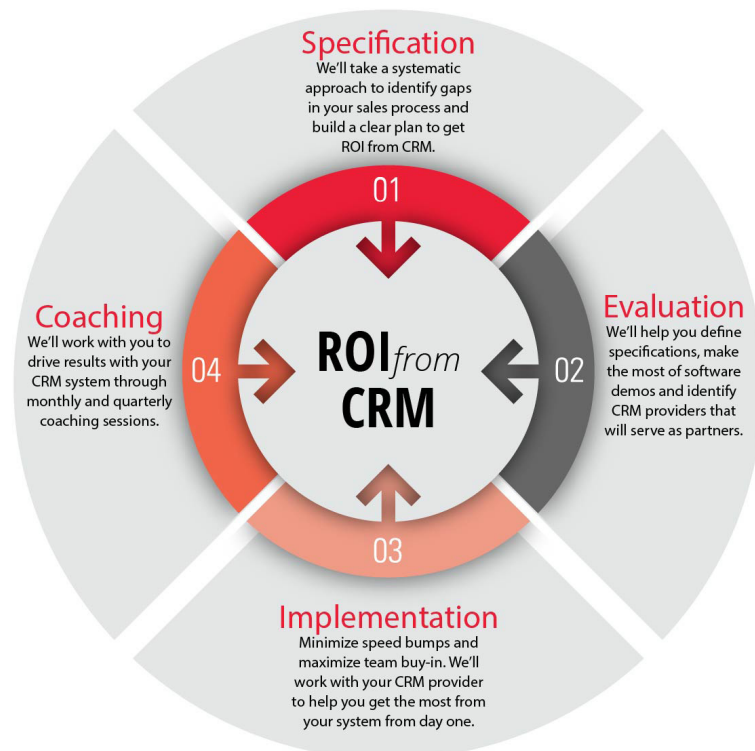 Specification
We'll take a systematic
approach to identify gaps
in your sales process and
build a clear plan to get
ROI from CRM.
01
Evaluation
We'll help you define
specifications, make
the most of software
demos and identify
CRM providers that
will serve as partners.
02
Implementation
Minimize speed bumps and
maximize team buy-in. We'll
work with your CRM provider
to help you get the most from
your system from day one.
03
Coaching
We'll work with you to
drive results with your
CRM system through
monthly and quarterly
coaching sessions.
04
ROI from
CRM